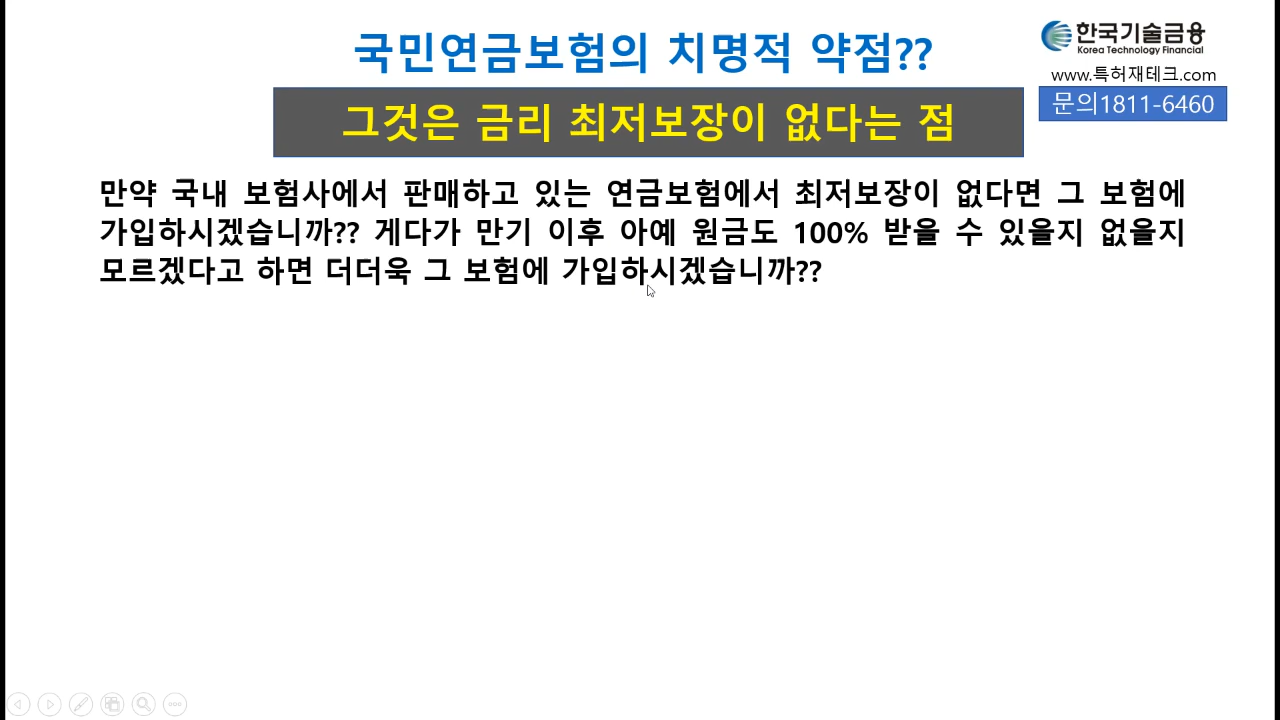 국민연금보험의 치명적 약점??
한국기술금융
Korea Technology Financial
www.특허재테크.com
문의1811-6460
그것은 금리 최저보장이 없다는 점
만약 국내 보험사에서 판매하고 있는 연금보험에서 최저보장이 없다면 그 보험에
가입하시겠습니까?? 게다가 만기 이후 아예 원금도 100% 받을 수 있을지 없을지
모르겠다고 하면 더더욱 그 보험에 가입하시겠습니까??